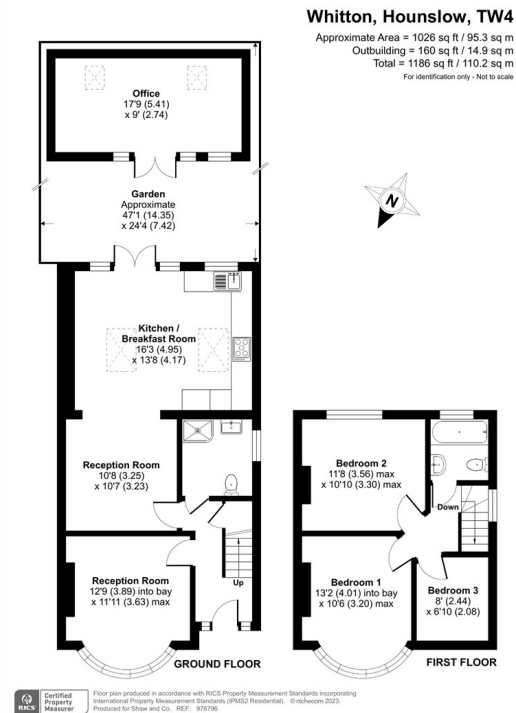 Whitton, Hounslow, TW4
Approximate Area = 1026 sq ft / 95.3 sq m
Outbuilding = 160 sq ft / 14.9 sq m
Total = 1186 sq ft / 110.2 sq m
For identification only - Not to scale
Office
17'9 (5.41)
x 9' (2.74)
Garden
Approximate
47'1 (14.35)
x 24'4 (7.42)
N
Kitchen /
Breakfast Room
16'3 (4.95)
x 13'8 (4.17)
Reception Room
10'8 (3.25)
x 10'7 (3.23)
Reception Room
12'9 (3.89) into bay
x 11'11 (3.63) max
Up
GROUND FLOOR
Bedroom 2
11'8 (3.56) max
x 10'10 (3.30) max
Down
Bedroom 1
13'2 (4.01) into bay
x 10'6 (3.20) max
Bedroom 3
8' (2.44)
x 6'10 (2.08)
FIRST FLOOR
RICS
Certified
Property
Measurer
Floor plan produced in accordance with RICS Property Measurement Standards incorporating
International Property Measurement Standards (IPMS2 Residential). © nichecom 2023.
Produced for Shaw and Co. REF: 976796